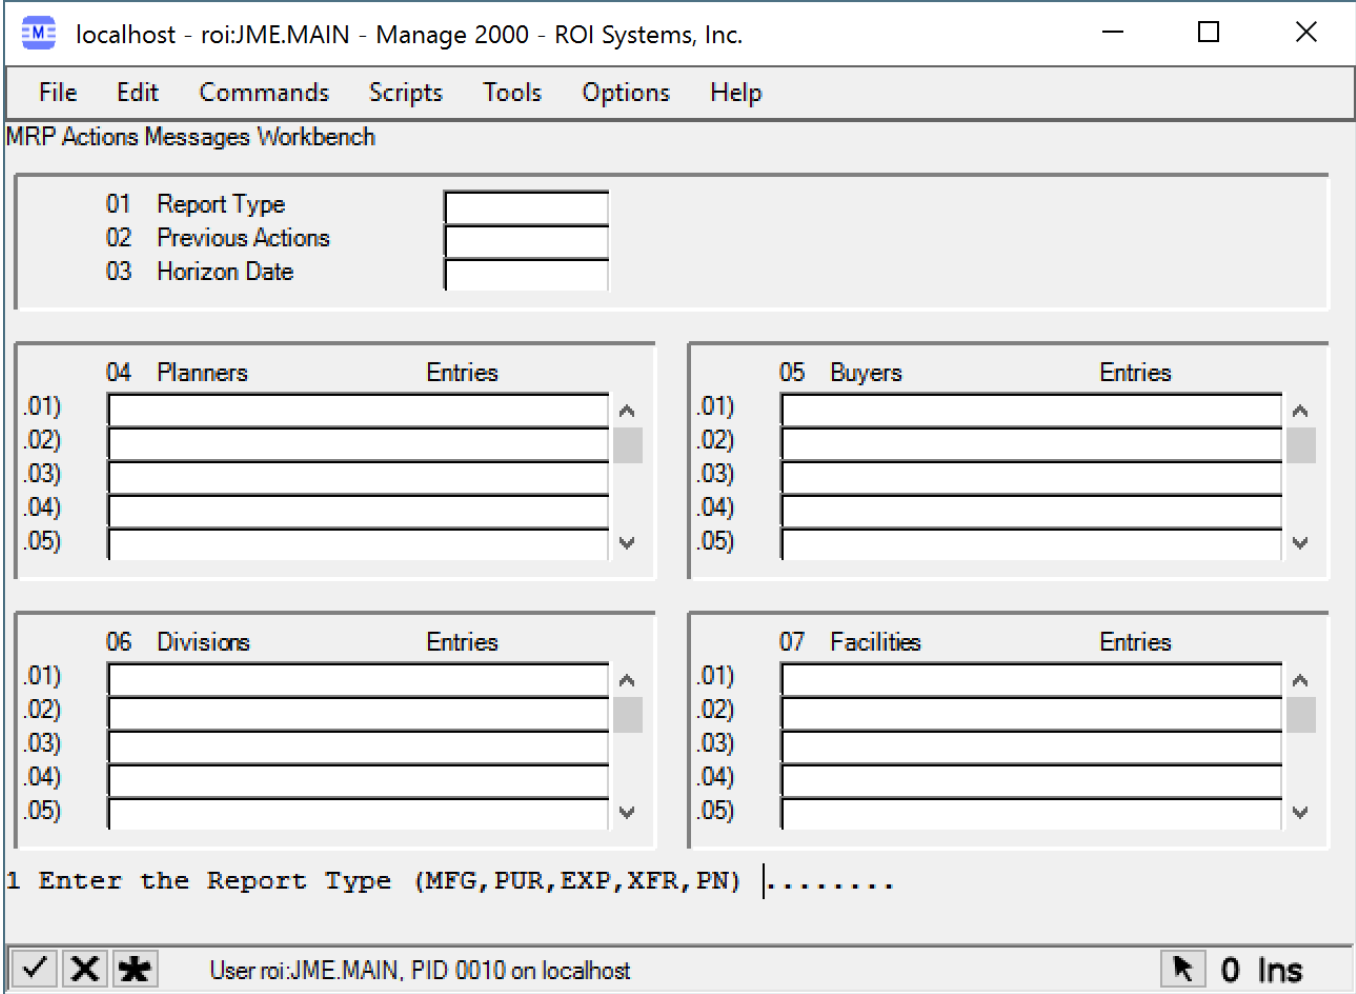 M localhost - roi:JME.MAIN - Manage 2000 - ROI Systems, Inc.
File Edit Commands Scripts Tools Options Help
MRP Actions Messages Workbench
01 Report Type
02 Previous Actions
03 Horizon Date
04 Planners Entries
.01)
.02)
.03)
.04)
.05)
05 Buyers Entries
.01)
.02)
.03)
.04)
.05)
06 Divisions Entries
.01)
.02)
.03)
.04)
.05)
07 Facilities Entries
.01)
.02)
.03)
.04)
.05)
1 Enter the Report Type (MFG,PUR,EXP,XFR,PN) ........
User roi:JME.MAIN, PID 0010 on localhost 0 Ins